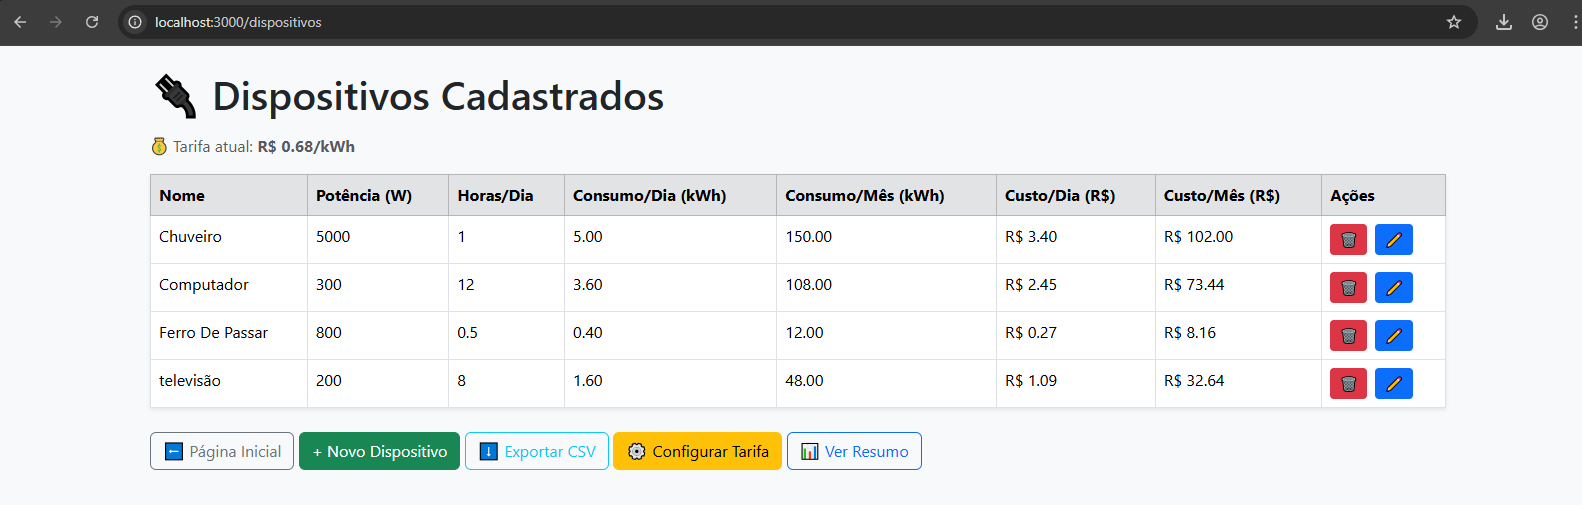 localhost:3000/dispositivos
Dispositivos Cadastrados
Tarifa atual: R$ 0.68/kWh
Nome Potência (W) Horas/Dia Consumo/Dia (kWh) Consumo/Mês (kWh) Custo/Dia (R$) Custo/Mês (R$) Ações
Chuveiro 5000 1 5.00 150.00 R$ 3.40 R$ 102.00
Computador 300 12 3.60 108.00 R$ 2.45 R$ 73.44
Ferro De Passar 800 0.5 0.40 12.00 R$ 0.27 R$ 8.16
televisão 200 8 1.60 48.00 R$ 1.09 R$ 32.64
Página Inicial + Novo Dispositivo Exportar CSV Configurar Tarifa Ver Resumo